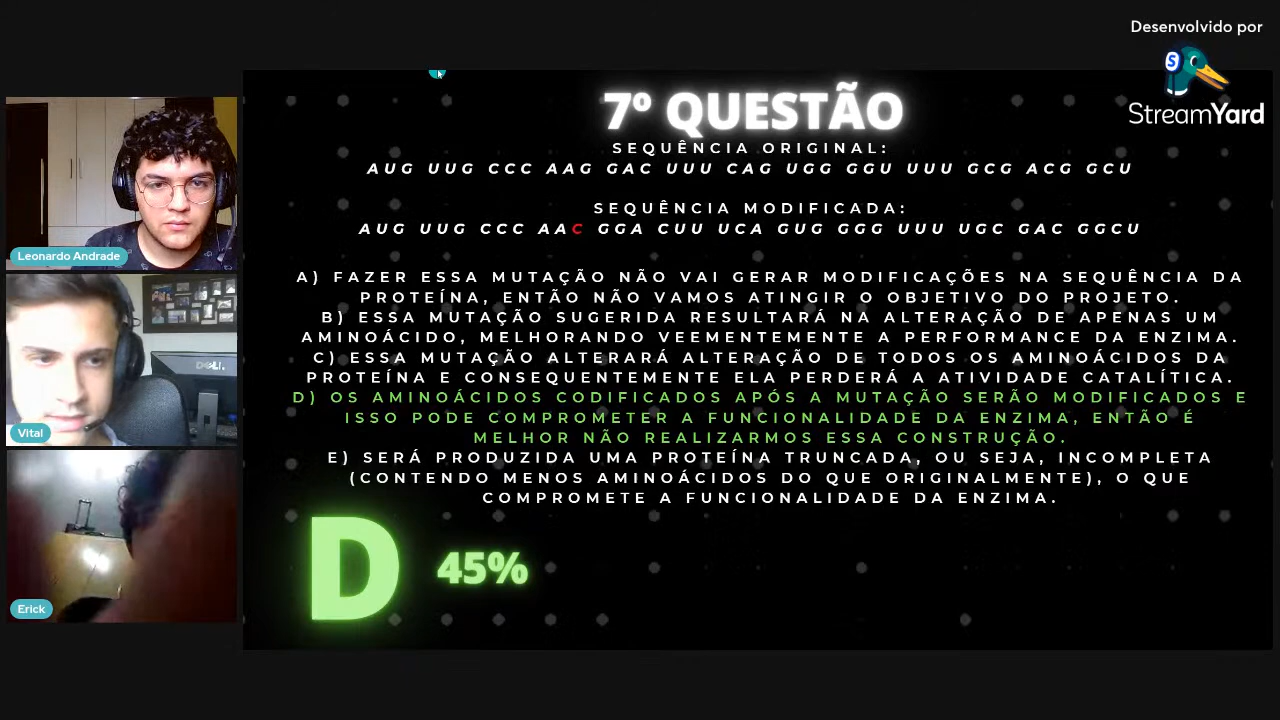 Desenvolvido por
StreamYard
7º QUESTÃO
SEQUÊNCIA ORIGINAL:
AUG UUG CCC AAG GAC UUU CAG UGG GGU UUU GCG ACG GCU
SEQUÊNCIA MODIFICADA:
AUG UUG CCC AAC GGA CUU UCA GUG GGG UUU UGC GAC GGCU
A) FAZER ESSA MUTAÇÃO NÃO VAI GERAR MODIFICAÇÕES NA SEQUÊNCIA DA
PROTEÍNA, ENTÃO NÃO VAMOS ATINGIR O OBJETIVO DO PROJETO.
B) ESSA MUTAÇÃO SUGERIDA RESULTARÁ NA ALTERAÇÃO DE APENAS UM
AMINOÁCIDO, MELHORANDO VEEMENTEMENTE A PERFORMANCE DA ENZIMA.
C) ESSA MUTAÇÃO ALTERARÁ ALTERAÇÃO DE TODOS OS AMINOÁCIDOS DA
PROTEÍNA E CONSEQUENTEMENTE ELA PERDERÁ A ATIVIDADE CATALÍTICA.
D) OS AMINOÁCIDOS CODIFICADOS APÓS A MUTAÇÃO SERÃO MODIFICADOS E
ISSO PODE COMPROMETER A FUNCIONALIDADE DA ENZIMA, ENTÃO É
MELHOR NÃO REALIZARMOS ESSA CONSTRUÇÃO.
E) SERÁ PRODUZIDA UMA PROTEÍNA TRUNCADA, OU SEJA, INCOMPLETA
(CONTENDO MENOS AMINOÁCIDOS DO QUE ORIGINALMENTE), O QUE
COMPROMETE A FUNCIONALIDADE DA ENZIMA.
D 45%
Leonardo Andrade
DELL
Vital
Erick